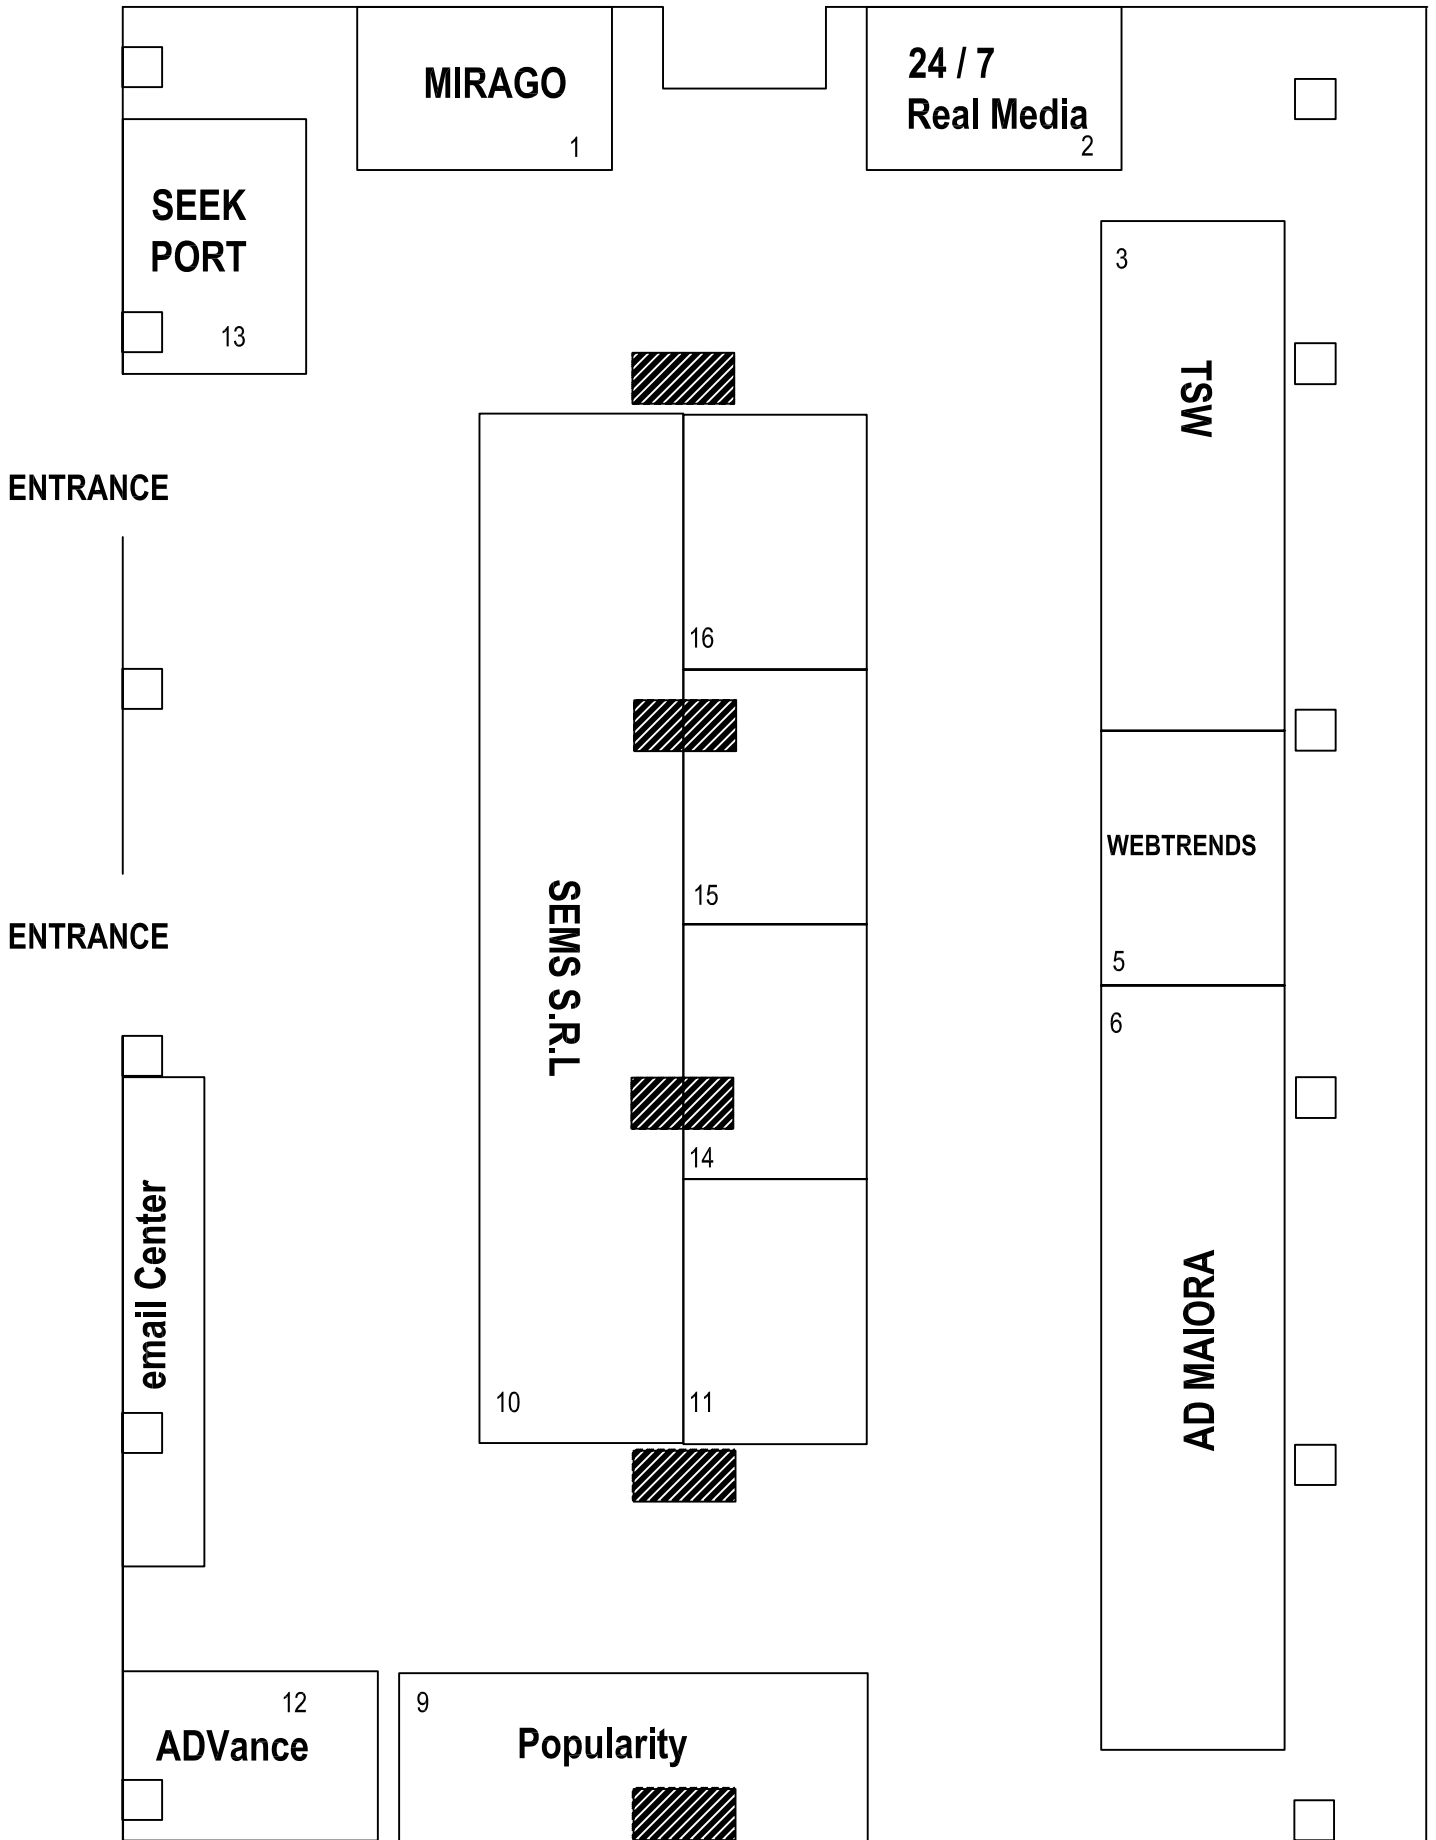 MIRAGO
1
24 / 7
Real Media
2
SEEK
PORT
13
3
TSW
ENTRANCE
16
WEBTRENDS
5
15
SEMS S.R.L
ENTRANCE
6
14
email Center
AD MAIORA
10
11
12
ADVance
9
Popularity